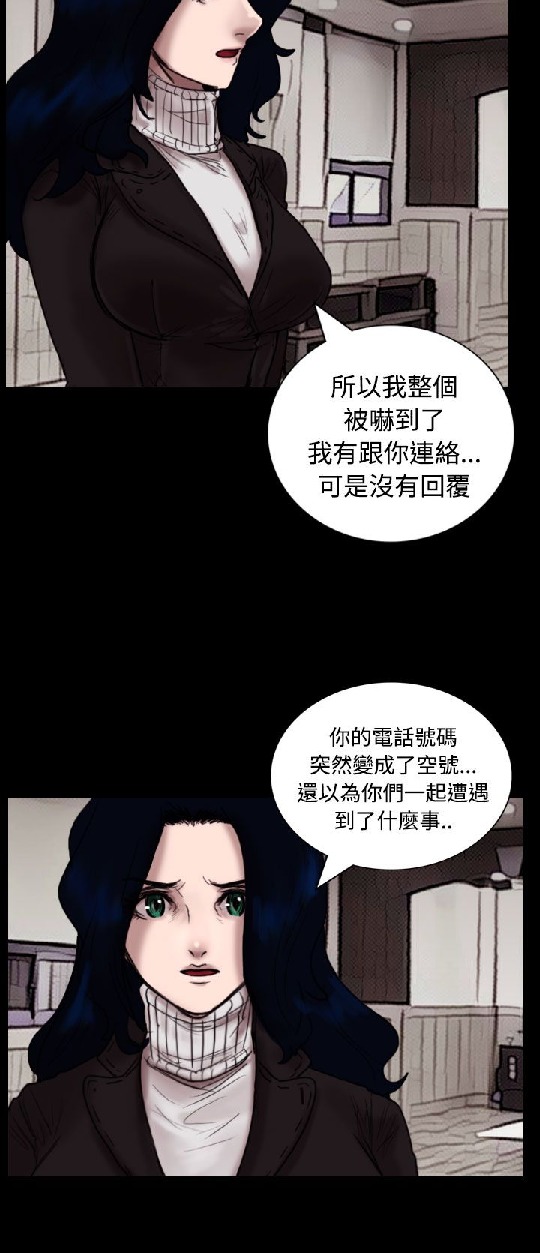 所以我整個
被嚇到了
我有跟你連絡...
可是沒有回覆
你的電話號碼
突然變成了空號...
還以為你們一起遭遇
到了什麼事..